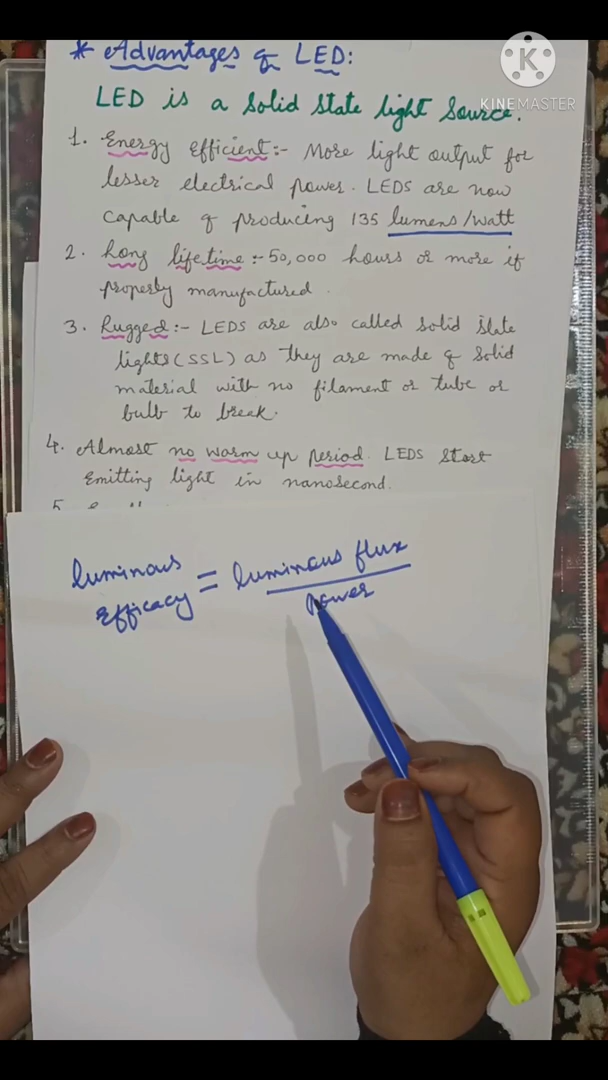 * Advantages of LED:
KINEMASTER
LED is a solid state light source.
1. Energy efficient:- More light output for
lesser electrical power. LEDS are now
capable of producing 135 lumens/watt
2. Long lifetime:- 50,000 hours or more if
properly manufactured.
3. Rugged:- LEDS are also called solid state
lights (SSL) as they are made of solid
material with no filament or tube or
bulb to break.
4. Almost no warm up period. LEDS start
emitting light in nanosecond.
5.
luminous
efficacy = luminous flux
power